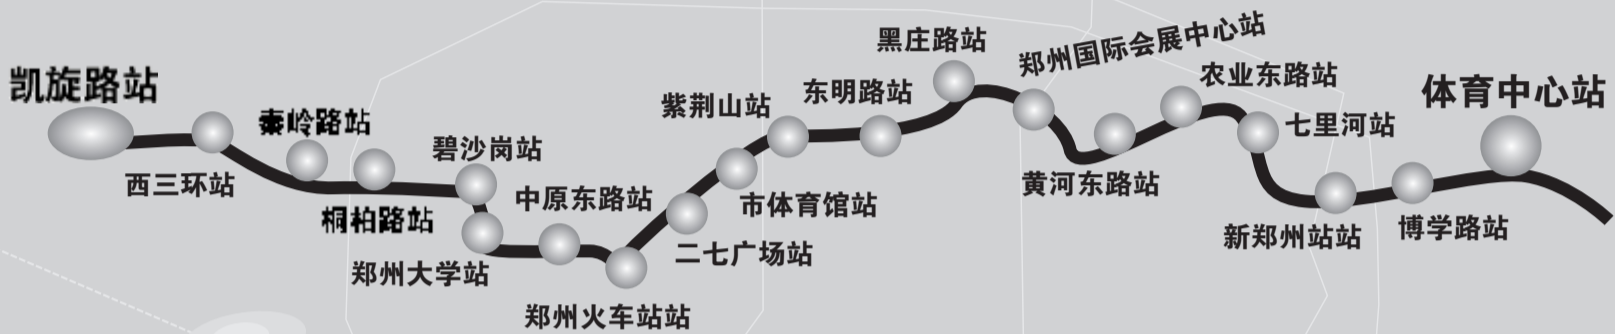 凯旋路站
西三环站
秦岭路站
桐柏路站
碧沙岗站
郑州大学站
中原东路站
郑州火车站站
二七广场站
市体育馆站
紫荆山站
东明路站
黑庄路站
郑州国际会展中心站
黄河东路站
农业东路站
七里河站
新郑州站站
博学路站
体育中心站